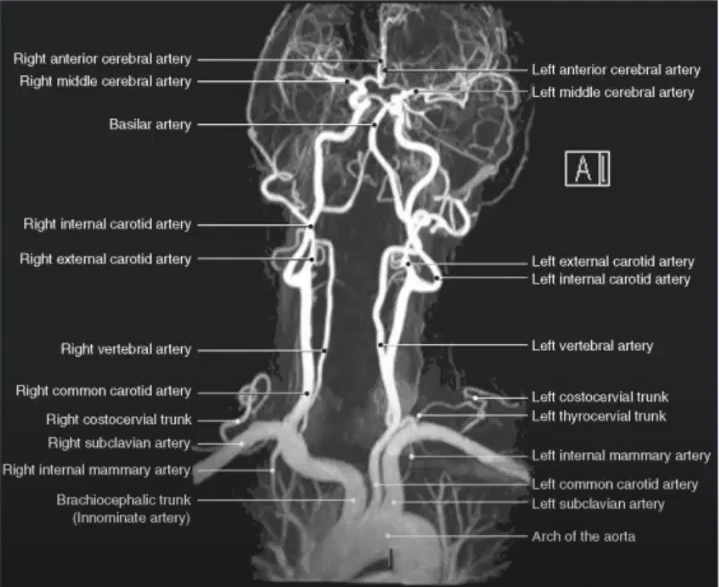 Right anterior cerebral artery
Right middle cerebral artery
Basilar artery
Right internal carotid artery
Right external carotid artery
Right vertebral artery
Right common carotid artery
Right costocervial trunk
Right subclavian artery
Right internal mammary artery
Brachiocephalic trunk
(Innominate artery)
Left anterior cerebral artery
Left middle cerebral artery
A
Left external carotid artery
Left internal carotid artery
Left vertebral artery
Left costocervial trunk
Left thyrocervial trunk
Left internal mammary artery
Left common carotid artery
Left subclavian artery
Arch of the aorta